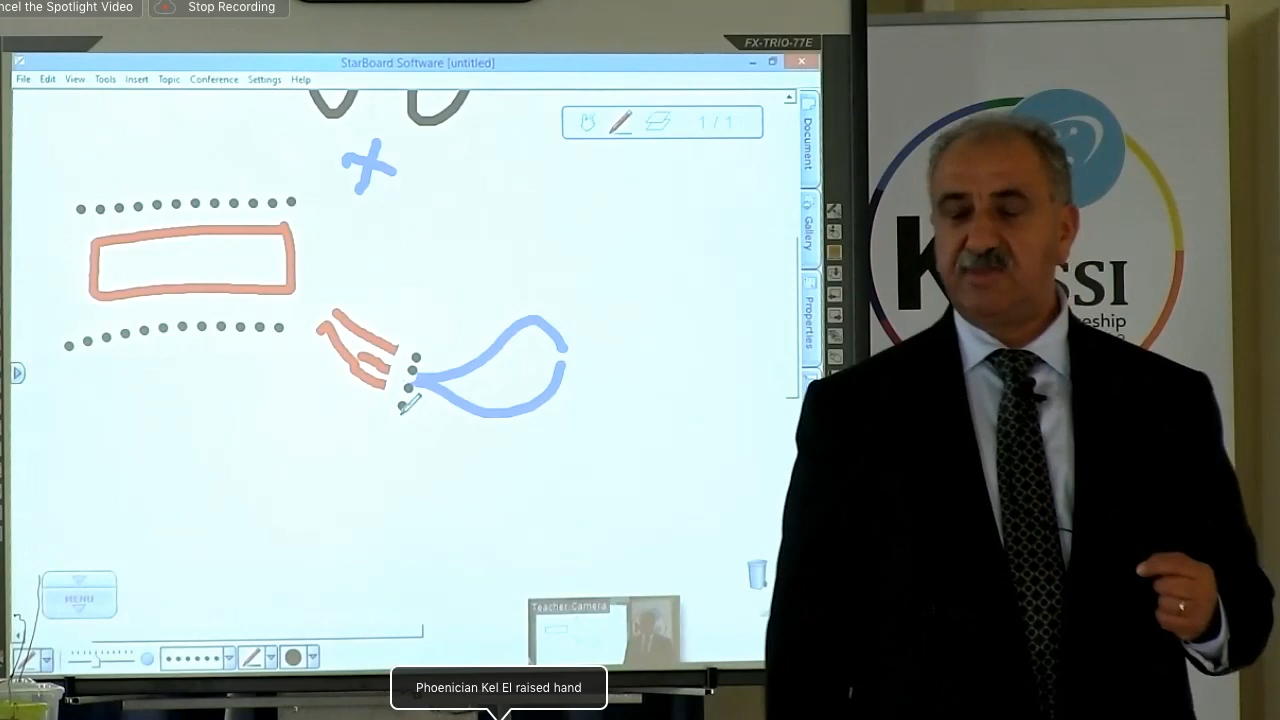 ncel the Spotlight Video
Stop Recording
FX-TRIO-77E
StarBoard Software [untitled]
File Edit View Tools Insert Topic Conference Settings Help
1 / 1
Document
Gallery
Properties
K SSI
eship
MENU
Teacher Camera
Phoenician Kel El raised hand